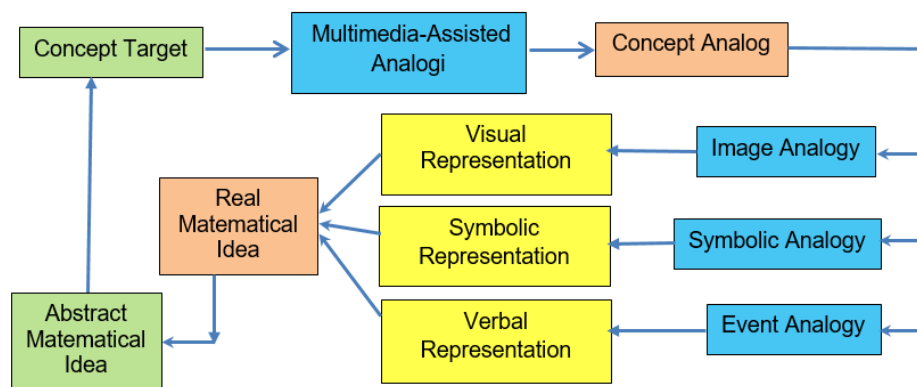 Concept Target
Multimedia-Assisted
Analogi
Concept Analog
Visual
Representation
Image Analogy
Real
Matematical
Idea
Symbolic
Representation
Symbolic Analogy
Abstract
Mathematical
Idea
Verbal
Representation
Event Analogy